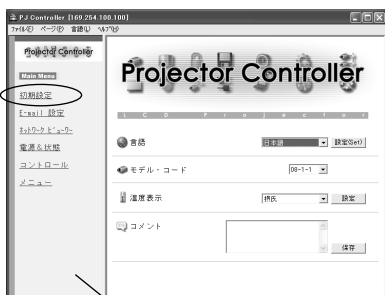 PJ Controller [169.254.100.100]
ファイル(F) ページ(P) 言語(L) ヘルプ(H)
Projector Controller
Main Menu
初期設定
E-mail 設定
ネットワーク ビューワー
電源&状態
コントロール
メニュー
Projector Controller
LCD Projector
言語 日本語 設定(Set)
モデル・コード 08-1-1
温度表示 摂氏 設定
コメント
保存